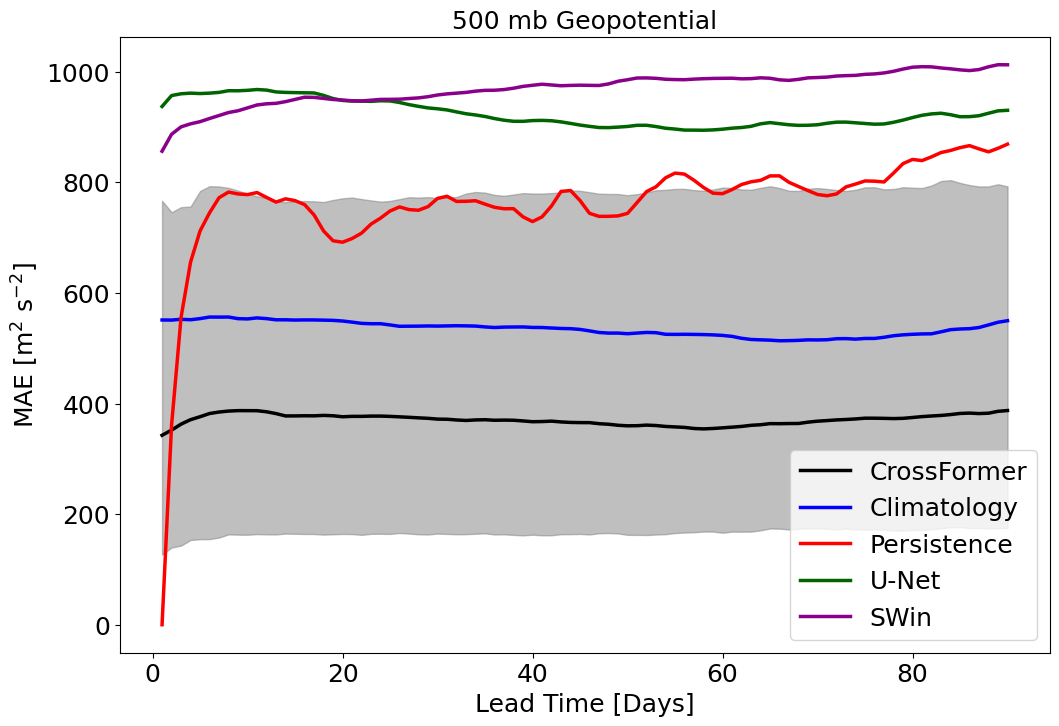 500 mb Geopotential
MAE [m² s⁻²]
1000
800
600
400
200
0
0 20 40 60 80
Lead Time [Days]
CrossFormer
Climatology
Persistence
U-Net
SWin